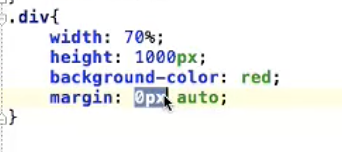 .div{
width: 70%;
height: 1000px;
background-color: red;
margin: 0px auto;
}